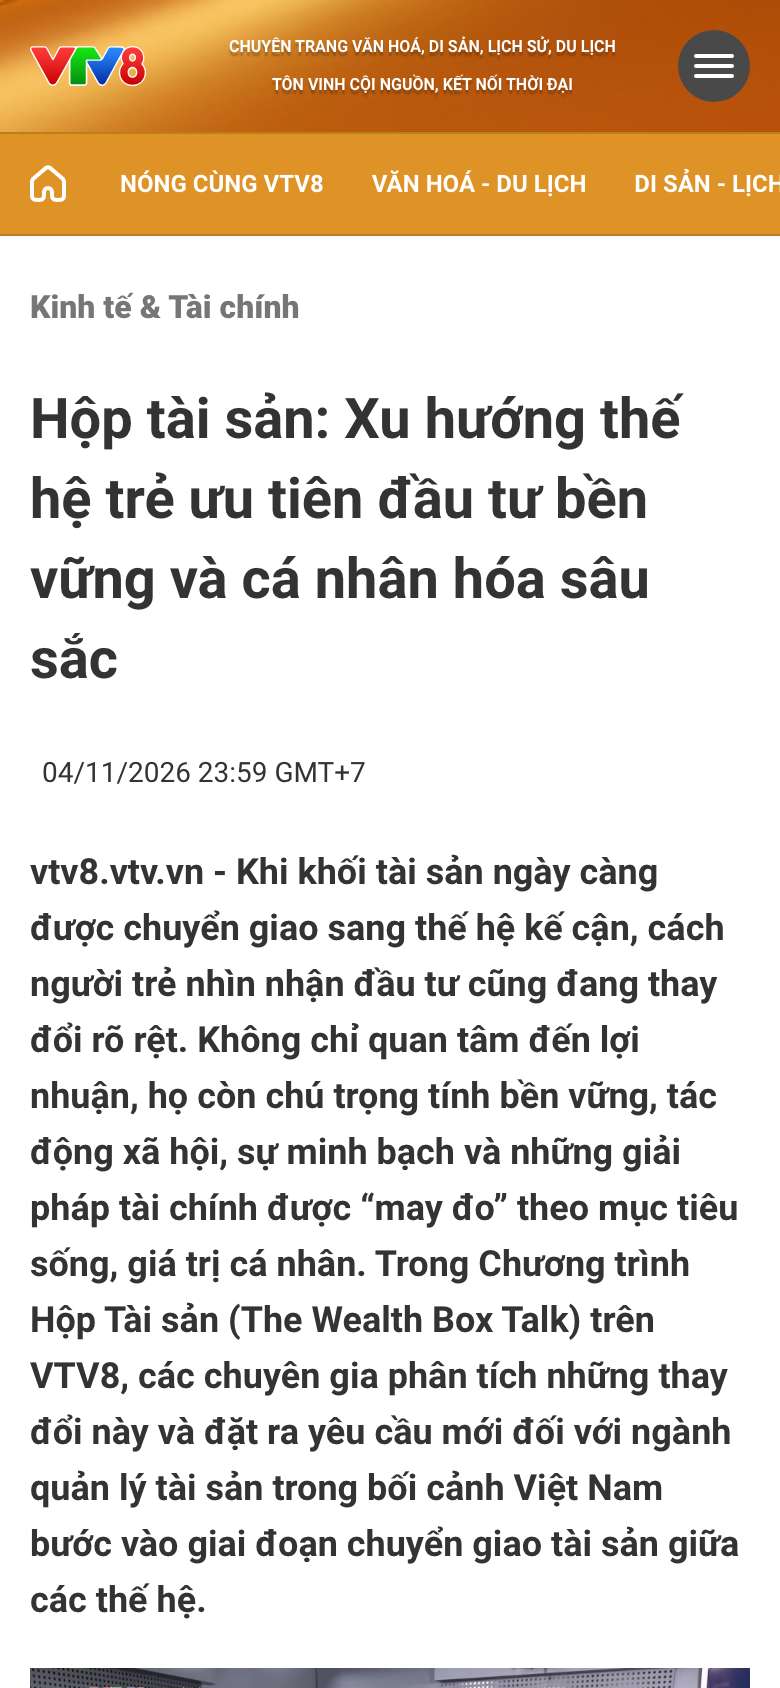 VTV8
CHUYÊN TRANG VĂN HOÁ, DI SẢN, LỊCH SỬ, DU LỊCH
TÔN VINH CỘI NGUỒN, KẾT NỐI THỜI ĐẠI
NÓNG CÙNG VTV8 VĂN HOÁ - DU LỊCH DI SẢN - LỊCH
Kinh tế & Tài chính
Hộp tài sản: Xu hướng thế
hệ trẻ ưu tiên đầu tư bền
vững và cá nhân hóa sâu
sắc
04/11/2026 23:59 GMT+7
vtv8.vtv.vn - Khi khối tài sản ngày càng
được chuyển giao sang thế hệ kế cận, cách
người trẻ nhìn nhận đầu tư cũng đang thay
đổi rõ rệt. Không chỉ quan tâm đến lợi
nhuận, họ còn chú trọng tính bền vững, tác
động xã hội, sự minh bạch và những giải
pháp tài chính được “may đo” theo mục tiêu
sống, giá trị cá nhân. Trong Chương trình
Hộp Tài sản (The Wealth Box Talk) trên
VTV8, các chuyên gia phân tích những thay
đổi này và đặt ra yêu cầu mới đối với ngành
quản lý tài sản trong bối cảnh Việt Nam
bước vào giai đoạn chuyển giao tài sản giữa
các thế hệ.